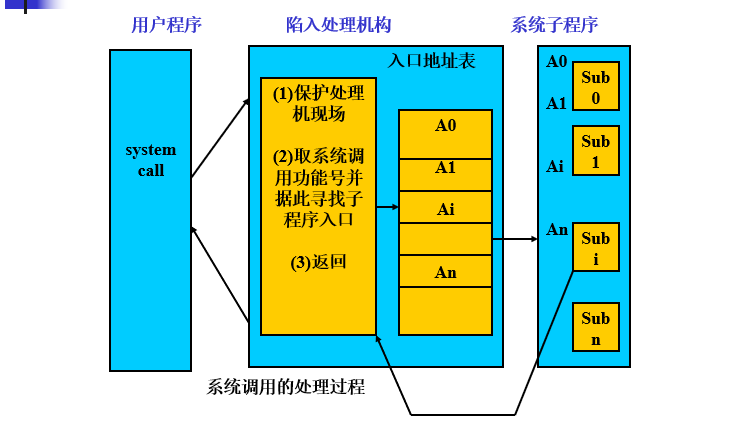 用户程序
陷入处理机构
系统子程序
system
call
(1)保护处理
机现场
(2)取系统调
用功能号并
据此寻找子
程序入口
(3)返回
入口地址表
A0
A1
Ai
An
A0
A1
Ai
An
Sub
0
Sub
1
Sub
i
Sub
n
系统调用的处理过程